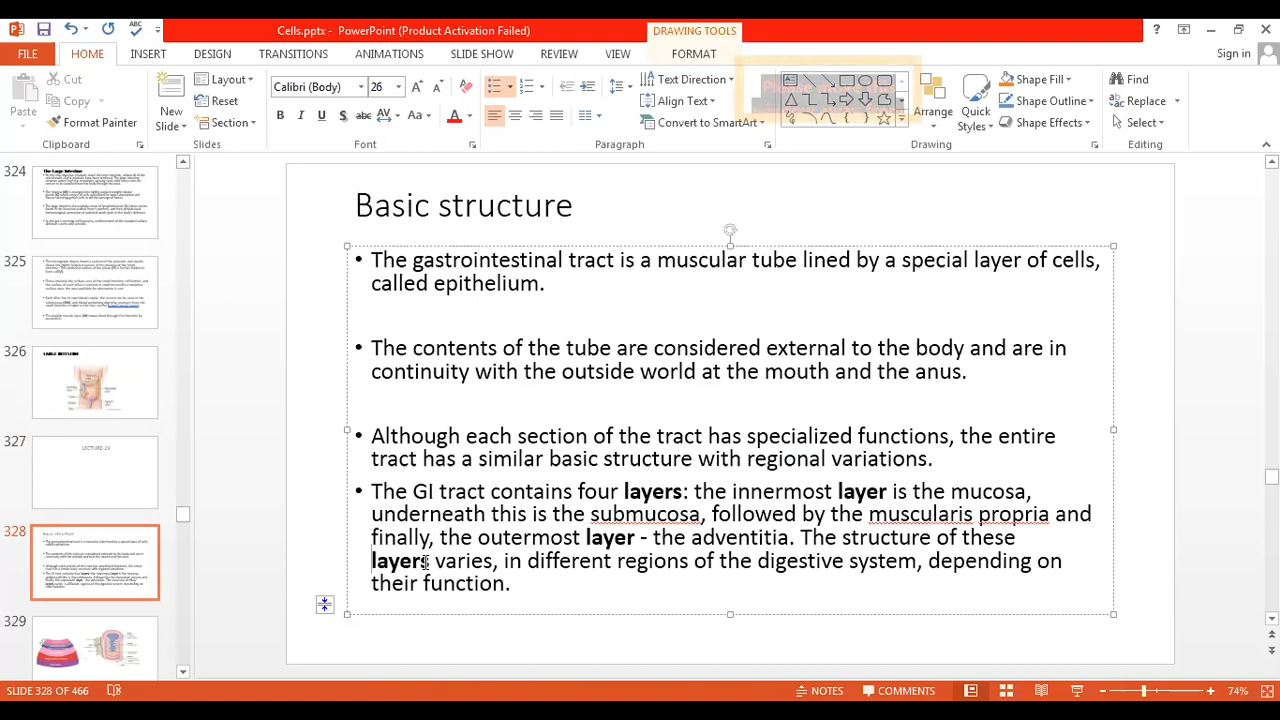 Cells.pptx - PowerPoint (Product Activation Failed)
DRAWING TOOLS
FILE
HOME
INSERT
DESIGN
TRANSITIONS
ANIMATIONS
SLIDE SHOW
REVIEW
VIEW
FORMAT
Sign in
Paste
Cut
Copy
Format Painter
Clipboard
New Slide
Layout
Reset
Section
Slides
Calibri (Body)
26
Font
Text Direction
Align Text
Convert to SmartArt
Paragraph
Arrange
Quick Styles
Shape Fill
Shape Outline
Shape Effects
Drawing
Find
Replace
Select
Editing
324
The Large Intestine
325
326
327
LECTURE-23
328
Basic structure
329
Basic structure
• The gastrointestinal tract is a muscular tube lined by a special layer of cells,
called epithelium.
• The contents of the tube are considered external to the body and are in
continuity with the outside world at the mouth and the anus.
• Although each section of the tract has specialized functions, the entire
tract has a similar basic structure with regional variations.
• The GI tract contains four layers: the innermost layer is the mucosa,
underneath this is the submucosa, followed by the muscularis propria and
finally, the outermost layer - the adventitia. The structure of these
layers varies, in different regions of the digestive system, depending on
their function.
SLIDE 328 OF 466
NOTES
COMMENTS
74%